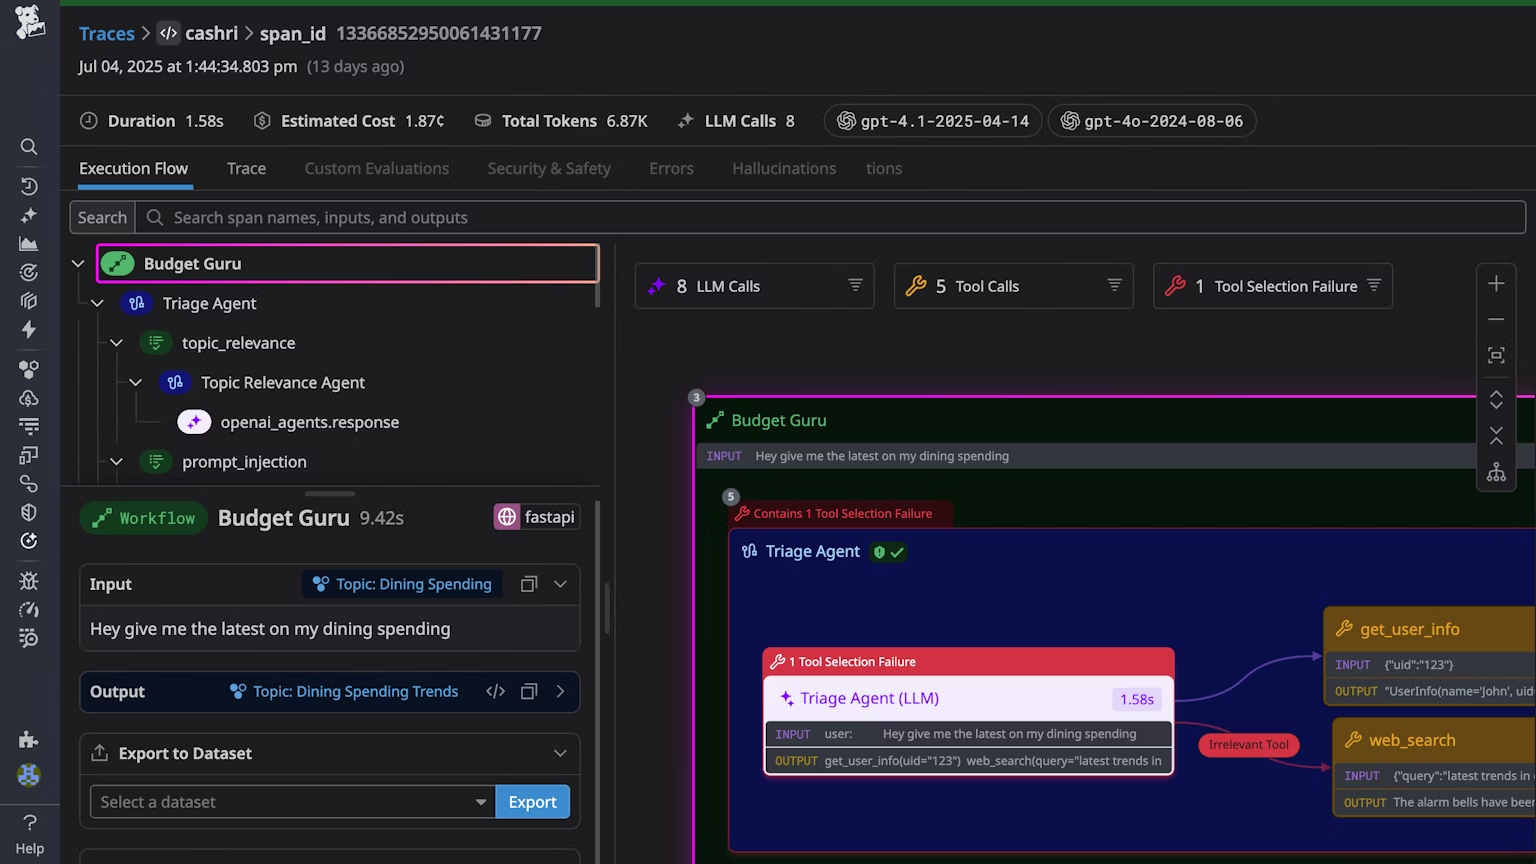 Traces > cashri > span_id 13366852950061431177
Jul 04, 2025 at 1:44:34.803 pm (13 days ago)
Duration 1.58s Estimated Cost 1.87¢ Total Tokens 6.87K LLM Calls 8 gpt-4.1-2025-04-14 gpt-4o-2024-08-06
Execution Flow Trace Custom Evaluations Security & Safety Errors Hallucinations tions
Search Search span names, inputs, and outputs
Budget Guru
Triage Agent
topic_relevance
Topic Relevance Agent
openai_agents.response
prompt_injection
Workflow Budget Guru 9.42s fastapi
Input Topic: Dining Spending
Hey give me the latest on my dining spending
Output Topic: Dining Spending Trends
Export to Dataset
Select a dataset Export
8 LLM Calls 5 Tool Calls 1 Tool Selection Failure
3
Budget Guru
INPUT Hey give me the latest on my dining spending
5
Contains 1 Tool Selection Failure
Triage Agent
1 Tool Selection Failure
Triage Agent (LLM) 1.58s
INPUT user: Hey give me the latest on my dining spending
OUTPUT get_user_info(uid="123") web_search(query="latest trends in
Irrelevant Tool
get_user_info
INPUT {"uid":"123"}
OUTPUT "UserInfo(name='John', uid
web_search
INPUT {"query":"latest trends in
OUTPUT The alarm bells have been
Help